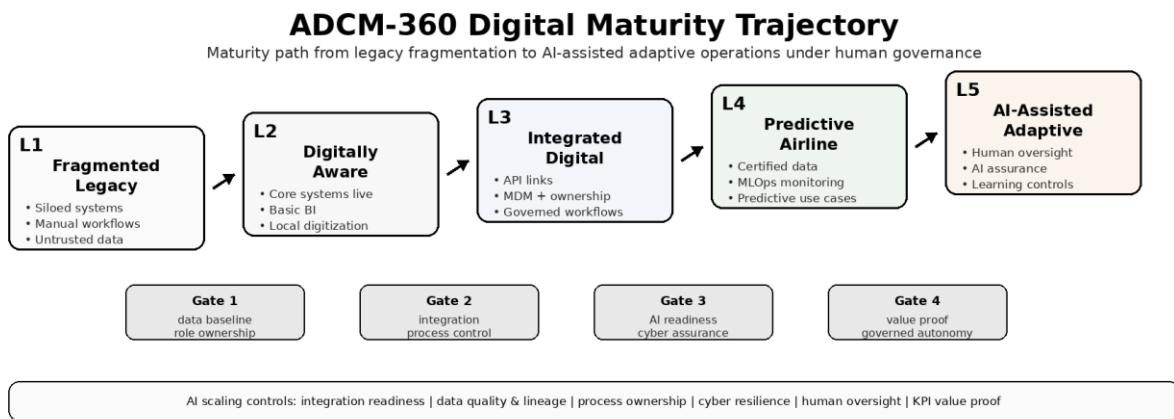 ADCM-360 Digital Maturity Trajectory
Maturity path from legacy fragmentation to AI-assisted adaptive operations under human governance
L1
Fragmented
Legacy
• Siloed systems
• Manual workflows
• Untrusted data
L2
Digitally
Aware
• Core systems live
• Basic BI
• Local digitization
L3
Integrated
Digital
• API links
• MDM + ownership
• Governed workflows
L4
Predictive
Airline
• Certified data
• MLOps monitoring
• Predictive use cases
L5
AI-Assisted
Adaptive
• Human oversight
• AI assurance
• Learning controls
Gate 1
data baseline
role ownership
Gate 2
integration
process control
Gate 3
AI readiness
cyber assurance
Gate 4
value proof
governed autonomy
AI scaling controls: integration readiness | data quality & lineage | process ownership | cyber resilience | human oversight | KPI value proof